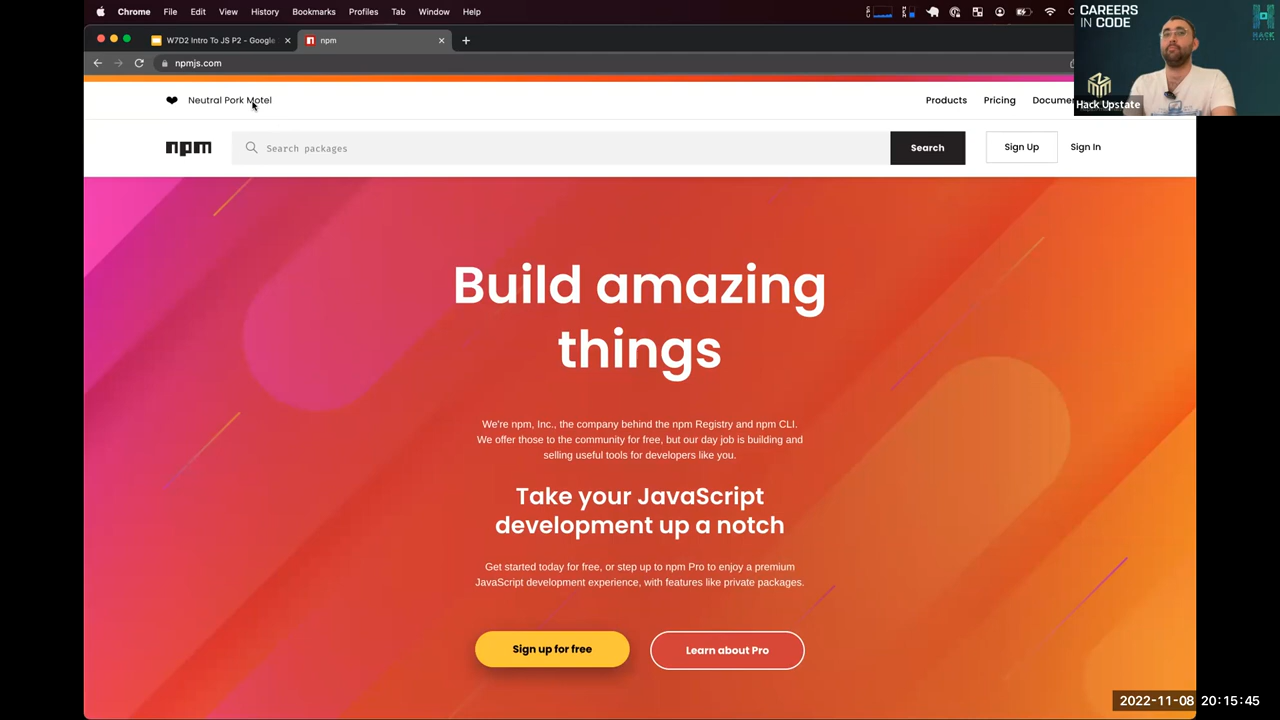 Chrome File Edit View History Bookmarks Profiles Tab Window Help
CAREERS
IN CODE
HACK
W7D2 Intro To JS P2 - Google
npm
npmjs.com
Hack Upstate
Neutral Pork Motel
Products Pricing Docume
npm
Search packages
Search
Sign Up
Sign In
Build amazing
things
We're npm, Inc., the company behind the npm Registry and npm CLI.
We offer those to the community for free, but our day job is building and
selling useful tools for developers like you.
Take your JavaScript
development up a notch
Get started today for free, or step up to npm Pro to enjoy a premium
JavaScript development experience, with features like private packages.
Sign up for free
Learn about Pro
2022-11-08 20:15:45